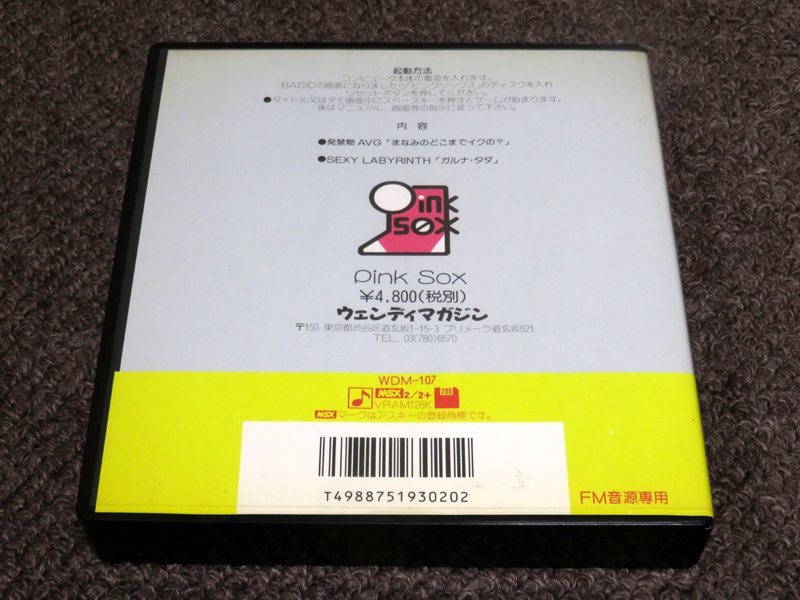 起動方法
コンピュータ本体の電源を入れます。
BASICの画面になりましたら「ピンクソックス」のディスクを入れ
リセットボタンを押してください。
●タイトル又はデモ画面中にスペースキーを押すとゲームが始まります。
後はマニュアル、画面等の指示に従って下さい。
内 容
●発禁物 AVG「まなみのどこまでイクの？」
●SEXY LABYRINTH「ガルナ・タダ」
Pink
SOX
Pink Sox
￥4,800(税別)
ウェンディマガジン
〒150 東京都渋谷区道玄坂1-15-3 プリメーラ道玄坂521
TEL. 03(780)6570
WDM-107
MSX 2/2+ 2DD
VRAM128K
MSX マークはアスキーの登録商標です。
T4988751930202
FM音源専用